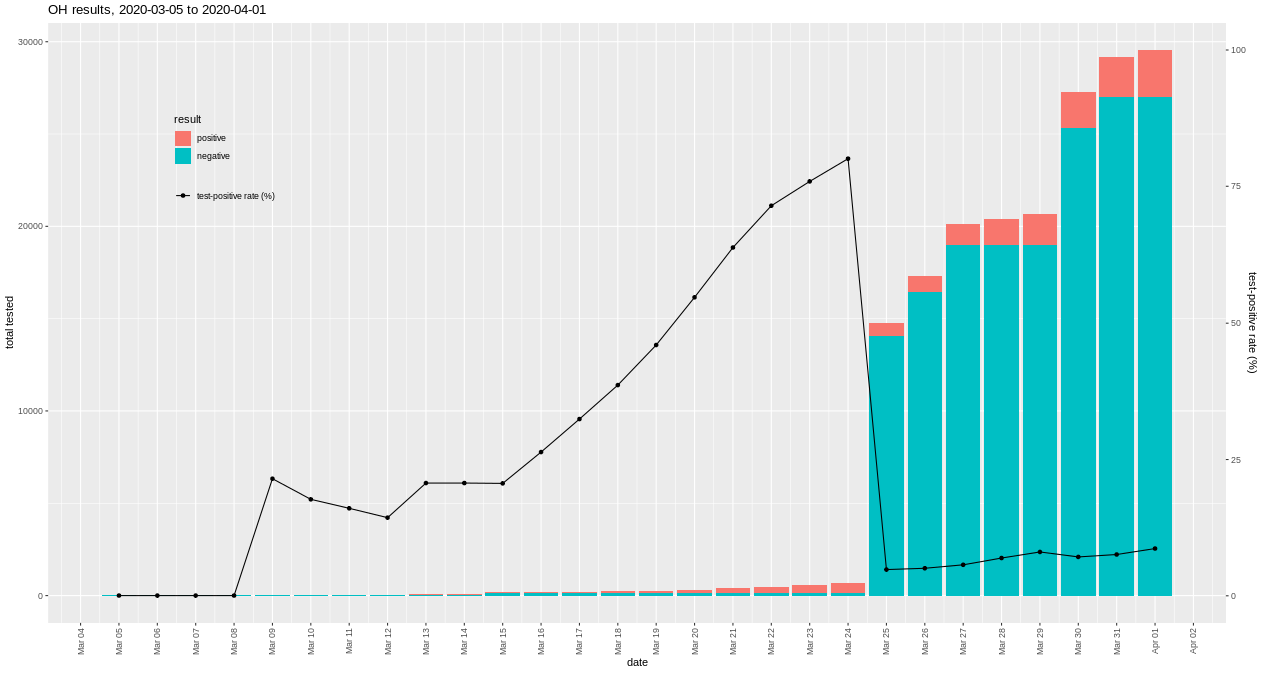 OH results, 2020-03-05 to 2020-04-01
30000
20000
10000
0
total tested
result
positive
negative
test-positive rate (%)
100
75
50
25
0
test-positive rate (%)
Mar 04
Mar 05
Mar 06
Mar 07
Mar 08
Mar 09
Mar 10
Mar 11
Mar 12
Mar 13
Mar 14
Mar 15
Mar 16
Mar 17
Mar 18
Mar 19
Mar 20
Mar 21
Mar 22
Mar 23
Mar 24
Mar 25
Mar 26
Mar 27
Mar 28
Mar 29
Mar 30
Mar 31
Apr 01
Apr 02
date